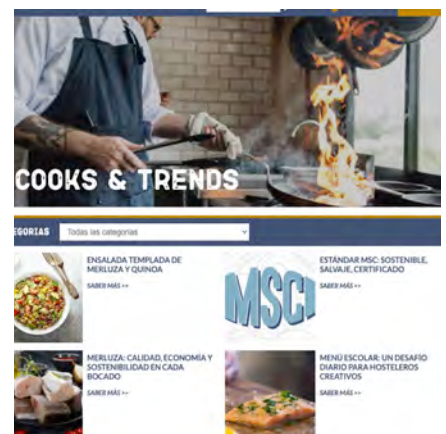 COOKS & TRENDS
EGORIAS
Todas las categorías
ENSALADA TEMPLADA DE
MERLUZA Y QUINOA
SABER MÁS >>
MSC
ESTÁNDAR MSC: SOSTENIBLE,
SALVAJE, CERTIFICADO
SABER MÁS >>
MERLUZA: CALIDAD, ECONOMÍA Y
SOSTENIBILIDAD EN CADA
BOCADO
SABER MÁS >>
MENÚ ESCOLAR: UN DESAFÍO
DIARIO PARA HOSTELEROS
CREATIVOS
SABER MÁS >>